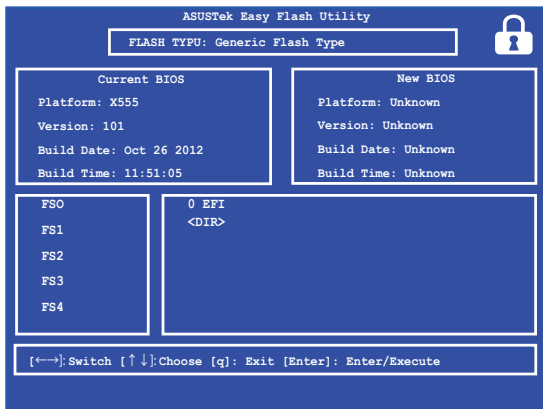 ASUSTek Easy Flash Utility
FLASH TYPU: Generic Flash Type
Current BIOS
Platform: X555
Version: 101
Build Date: Oct 26 2012
Build Time: 11:51:05
New BIOS
Platform: Unknown
Version: Unknown
Build Date: Unknown
Build Time: Unknown
FSO
FS1
FS2
FS3
FS4
0 EFI
<DIR>
[←→]: Switch [↑↓]: Choose [q]: Exit [Enter]: Enter/Execute